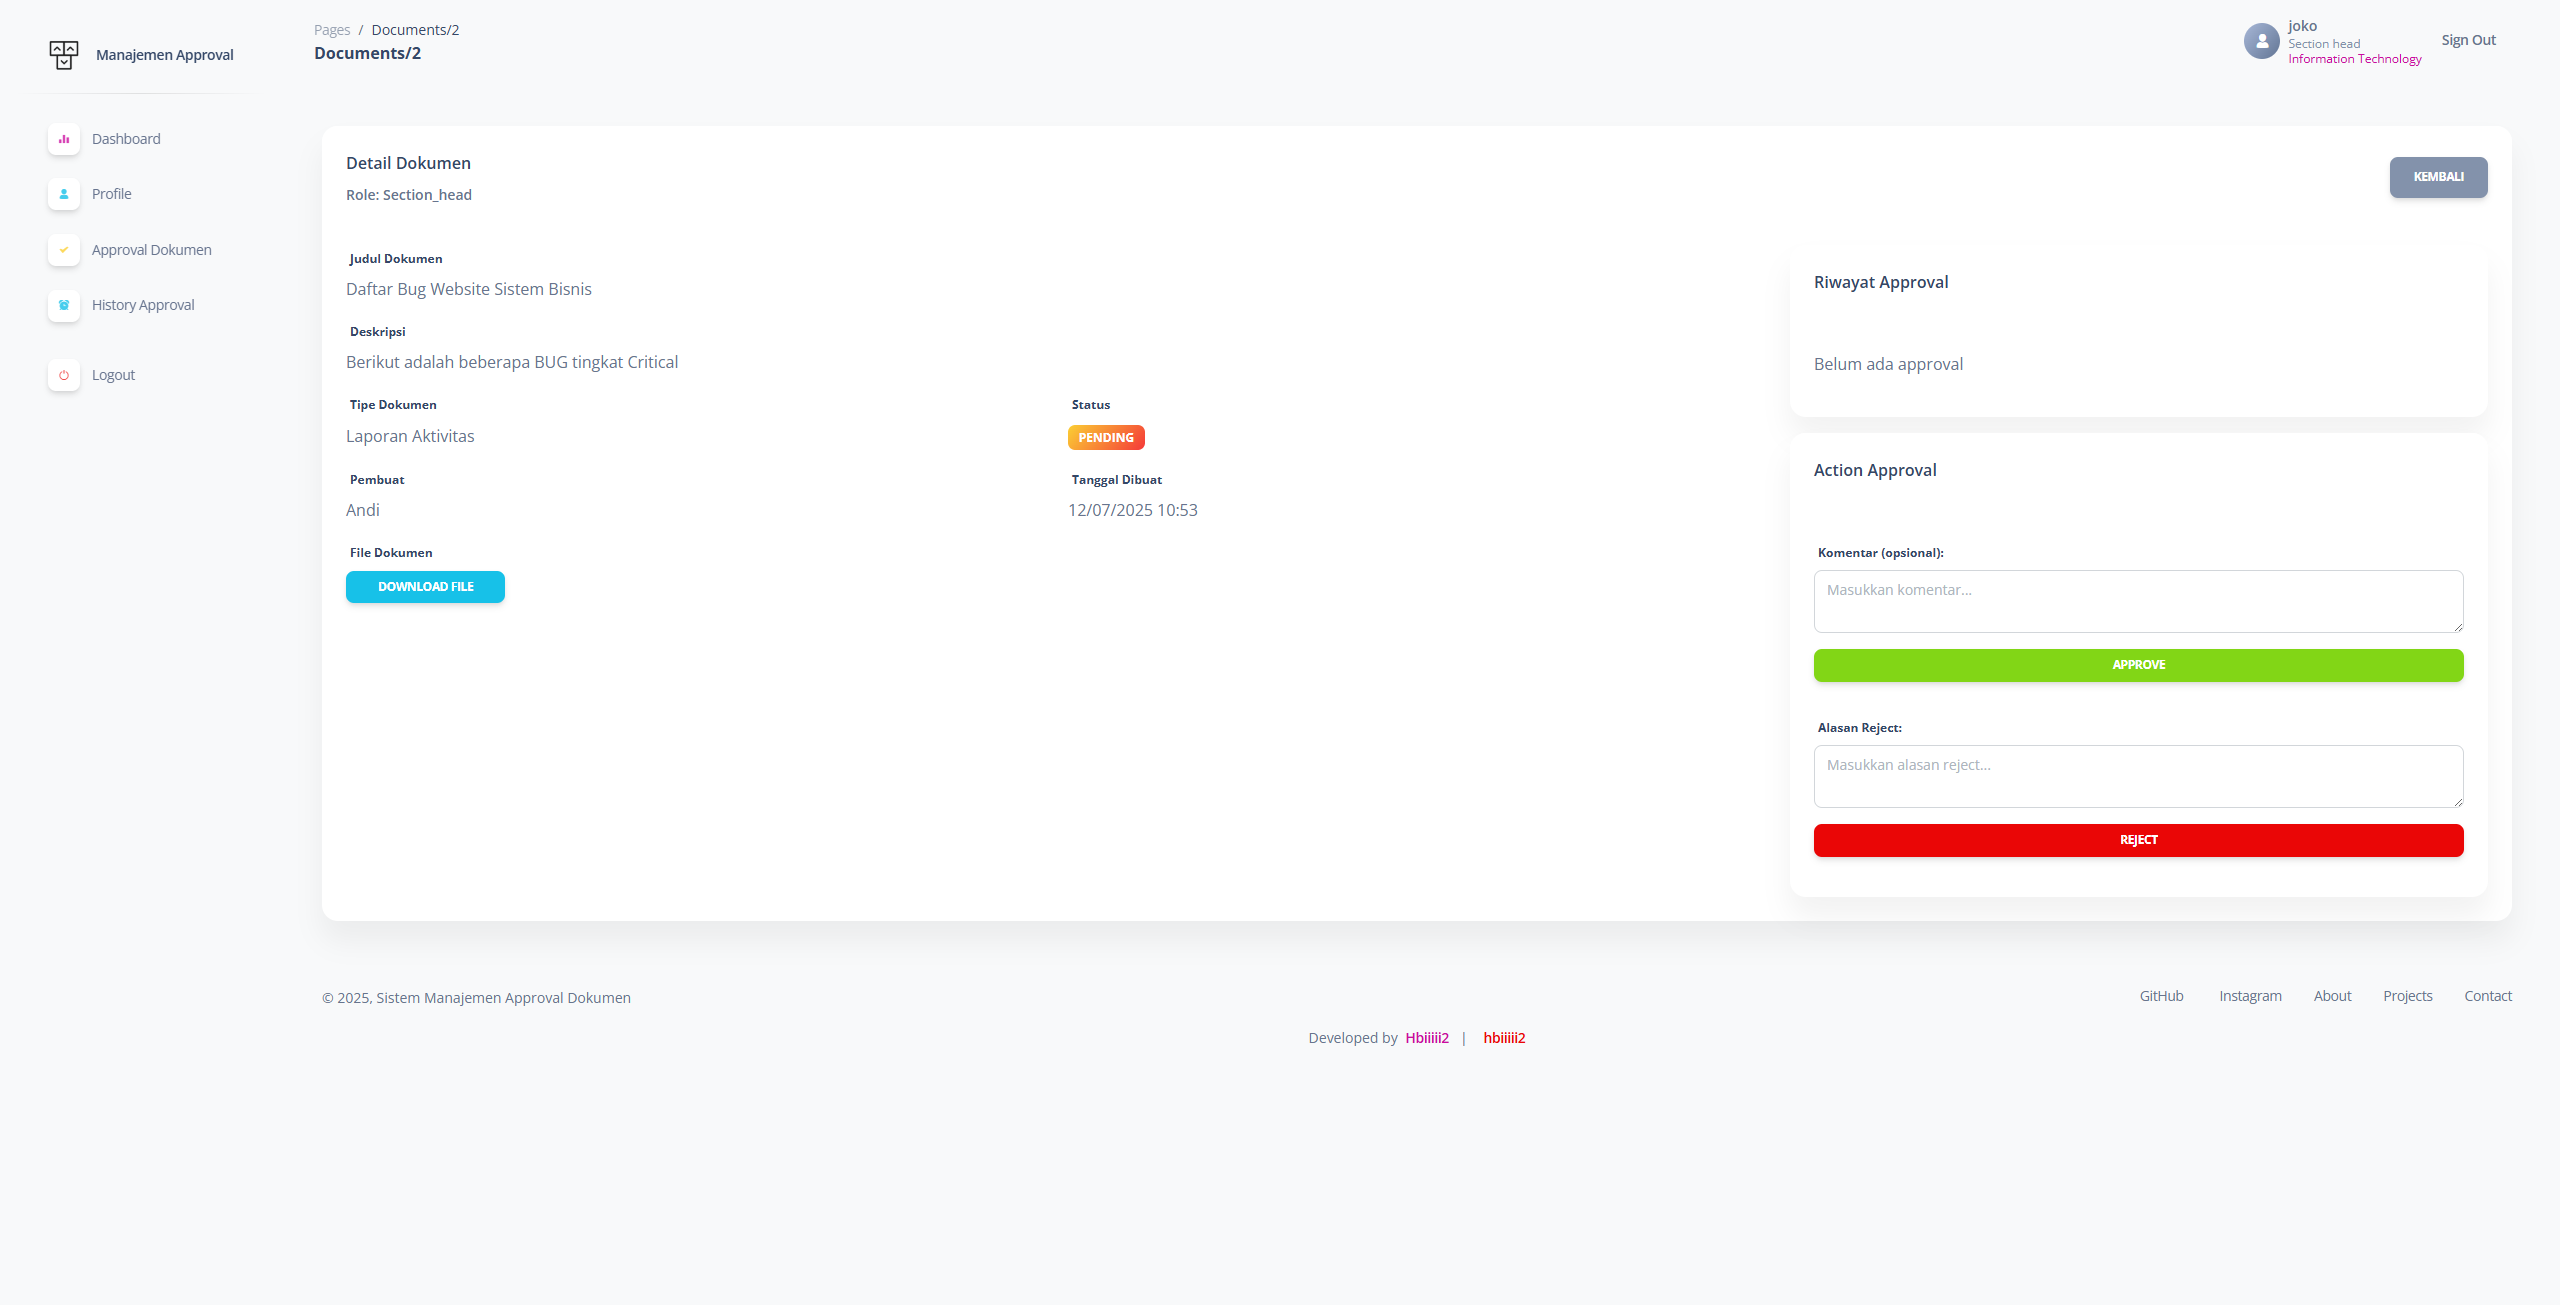 Manajemen Approval
Dashboard
Profile
Approval Dokumen
History Approval
Logout
Pages / Documents/2
Documents/2
joko
Section head
Information Technology
Sign Out
Detail Dokumen
Role: Section_head
KEMBALI
Judul Dokumen
Daftar Bug Website Sistem Bisnis
Deskripsi
Berikut adalah beberapa BUG tingkat Critical
Tipe Dokumen
Laporan Aktivitas
Status
PENDING
Pembuat
Andi
Tanggal Dibuat
12/07/2025 10:53
File Dokumen
DOWNLOAD FILE
Riwayat Approval
Belum ada approval
Action Approval
Komentar (opsional):
Masukkan komentar...
APPROVE
Alasan Reject:
Masukkan alasan reject...
REJECT
© 2025, Sistem Manajemen Approval Dokumen
GitHub Instagram About Projects Contact
Developed by Hbiiiii2 | hbiiiii2